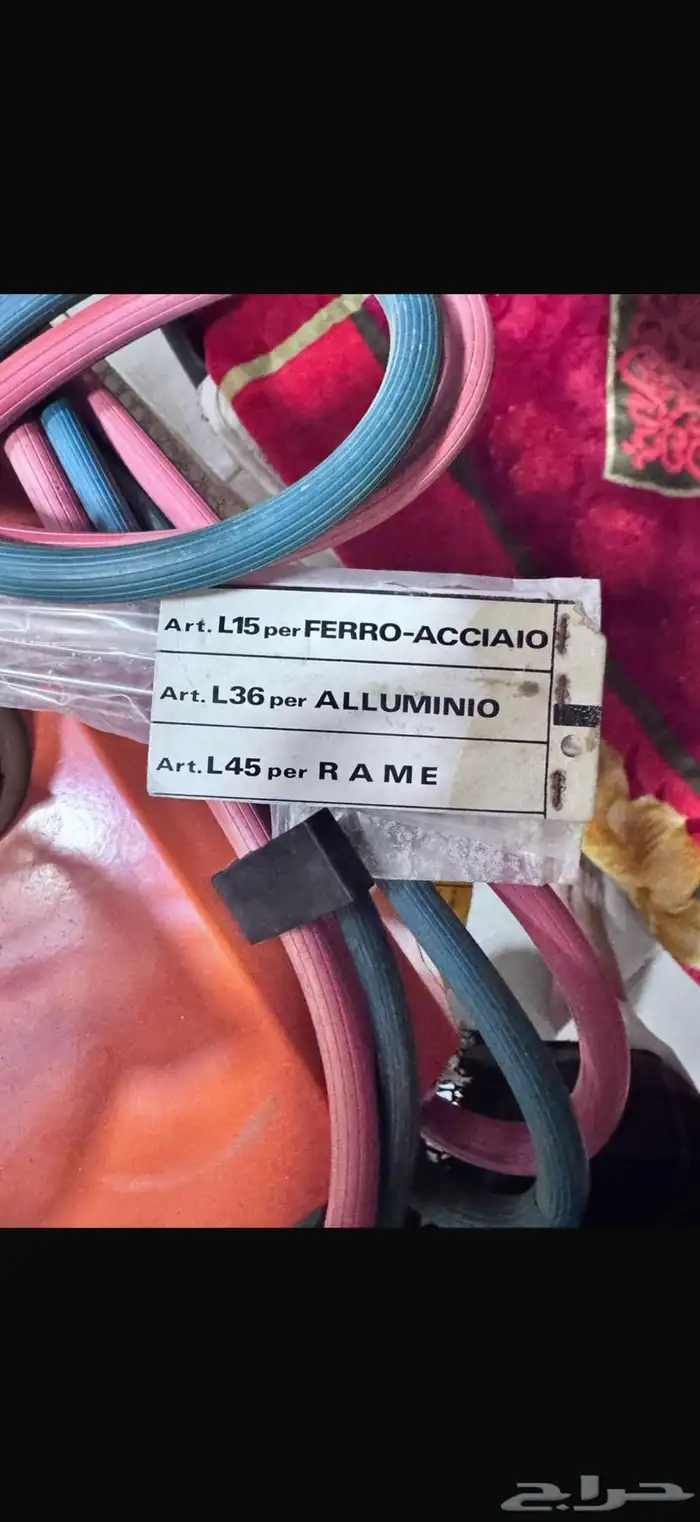 Art. L15 per FERRO-ACCIAIO
Art. L36 per ALLUMINIO
Art. L45 per RAME
حراج